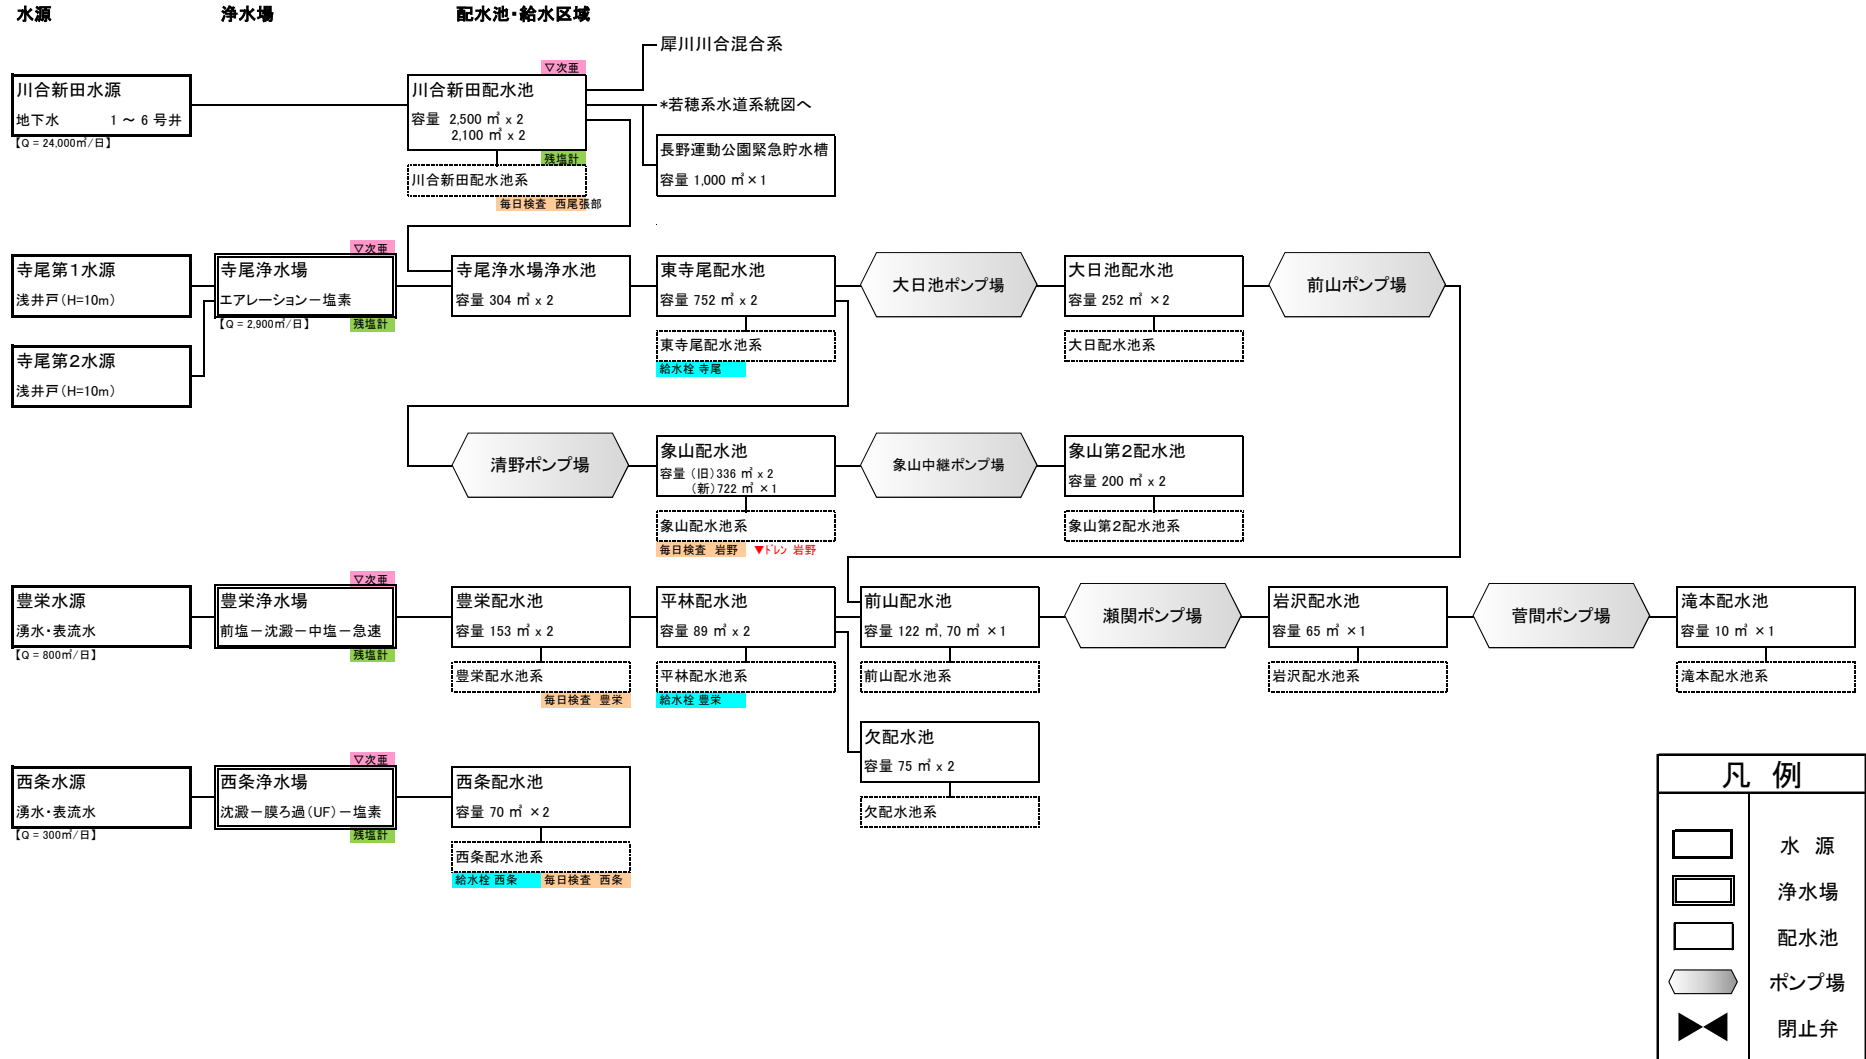 水源
浄水場
配水池・給水区域
川合新田水源
地下水 1 ～ 6 号井
【Q = 24,000㎥/日】
▽次亜
川合新田配水池
容量 2,500 ㎥ x 2
2,100 ㎥ x 2
残塩計
川合新田配水池系
毎日検査 西尾張部
犀川川合混合系
*若穂系水道系統図へ
長野運動公園緊急貯水槽
容量 1,000 ㎥×1
寺尾第1水源
浅井戸（H=10m）
寺尾第2水源
浅井戸（H=10m）
▽次亜
寺尾浄水場
エアレーション－塩素
【Q = 2,900㎥/日】
残塩計
寺尾浄水場浄水池
容量 304 ㎥ x 2
東寺尾配水池
容量 752 ㎥ x 2
東寺尾配水池系
給水栓 寺尾
大日池ポンプ場
大日池配水池
容量 252 ㎥ ×2
大日配水池系
前山ポンプ場
清野ポンプ場
象山配水池
容量 （旧）336 ㎥ x 2
（新）722 ㎥ ×1
象山配水池系
毎日検査 岩野
▼ドレン 岩野
象山中継ポンプ場
象山第2配水池
容量 200 ㎥ x 2
象山第2配水池系
豊栄水源
湧水・表流水
【Q = 800㎥/日】
▽次亜
豊栄浄水場
前塩－沈澱－中塩－急速
残塩計
豊栄配水池
容量 153 ㎥ x 2
豊栄配水池系
毎日検査 豊栄
平林配水池
容量 89 ㎥ x 2
平林配水池系
給水栓 豊栄
前山配水池
容量 122 ㎥, 70 ㎥ ×1
前山配水池系
瀬関ポンプ場
岩沢配水池
容量 65 ㎥ ×1
岩沢配水池系
菅間ポンプ場
滝本配水池
容量 10 ㎥ ×1
滝本配水池系
欠配水池
容量 75 ㎥ x 2
欠配水池系
西条水源
湧水・表流水
【Q = 300㎥/日】
▽次亜
西条浄水場
沈澱－膜ろ過（UF）－塩素
残塩計
西条配水池
容量 70 ㎥ ×2
西条配水池系
給水栓 西条
毎日検査 西条
凡 例
水 源
浄水場
配水池
ポンプ場
閉止弁